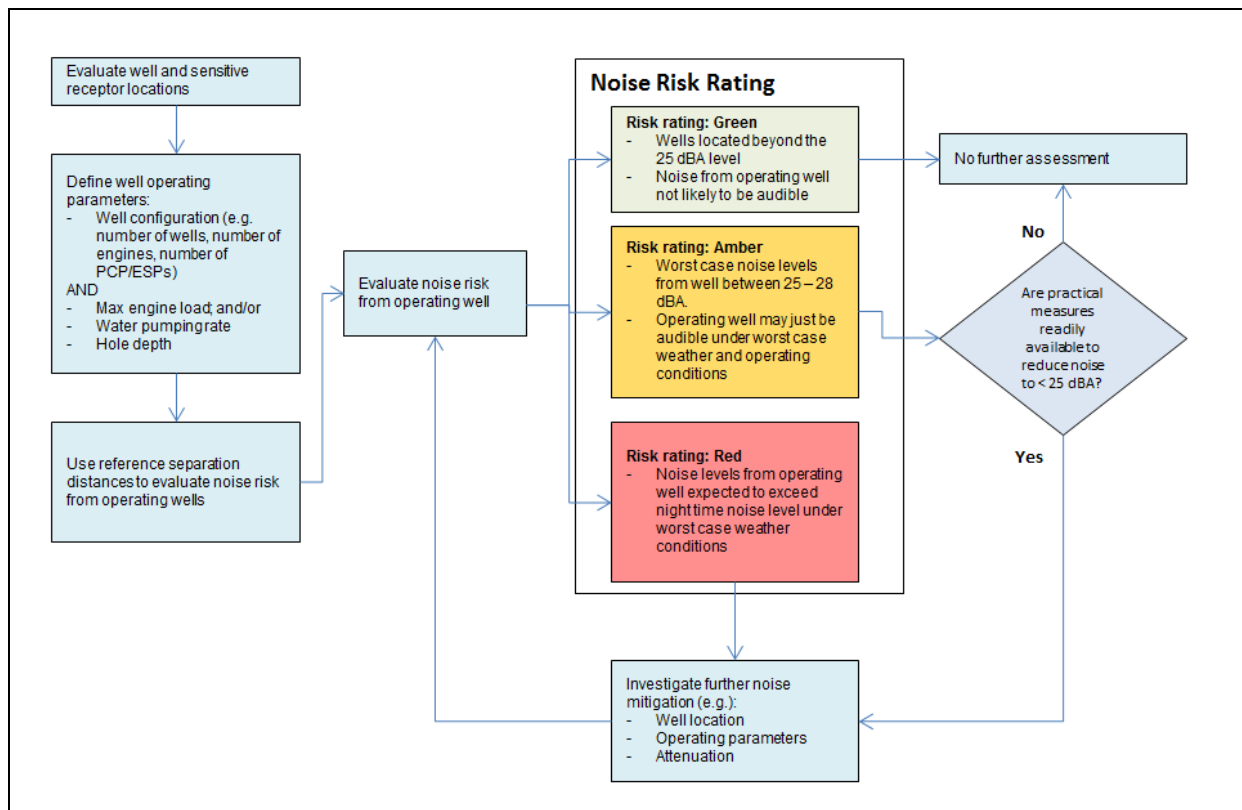 Evaluate well and sensitive
receptor locations
Define well operating
parameters:
- Well configuration (e.g.
number of wells, number of
engines, number of
PCP/ESPs)
AND
- Max engine load; and/or
- Water pumping rate
- Hole depth
Use reference separation
distances to evaluate noise risk
from operating wells
Evaluate noise risk
from operating well
Noise Risk Rating
Risk rating: Green
- Wells located beyond the
25 dBA level
- Noise from operating well
not likely to be audible
Risk rating: Amber
- Worst case noise levels
from well between 25 – 28
dBA.
- Operating well may just be
audible under worst case
weather and operating
conditions
Risk rating: Red
- Noise levels from operating
well expected to exceed
night time noise level under
worst case weather
conditions
No further assessment
No
Are practical
measures
readily
available to
reduce noise
to < 25 dBA?
Yes
Investigate further noise
mitigation (e.g.):
- Well location
- Operating parameters
- Attenuation